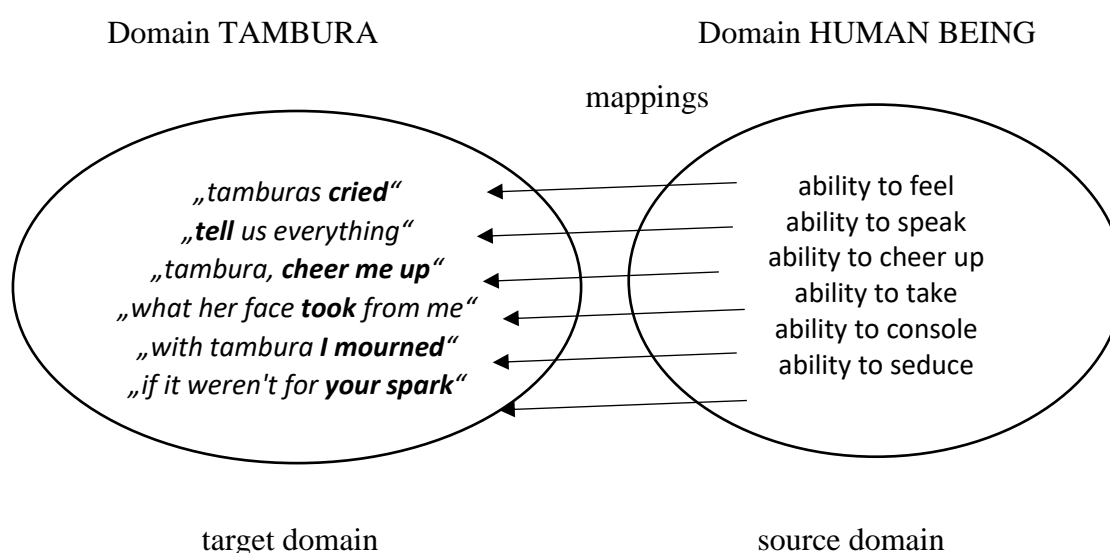 Domain TAMBURA
Domain HUMAN BEING
mappings
„tamburas cried“
„tell us everything“
„tambura, cheer me up“
„what her face took from me“
„with tambura I mourned“
„if it weren't for your spark“
ability to feel
ability to speak
ability to cheer up
ability to take
ability to console
ability to seduce
target domain
source domain